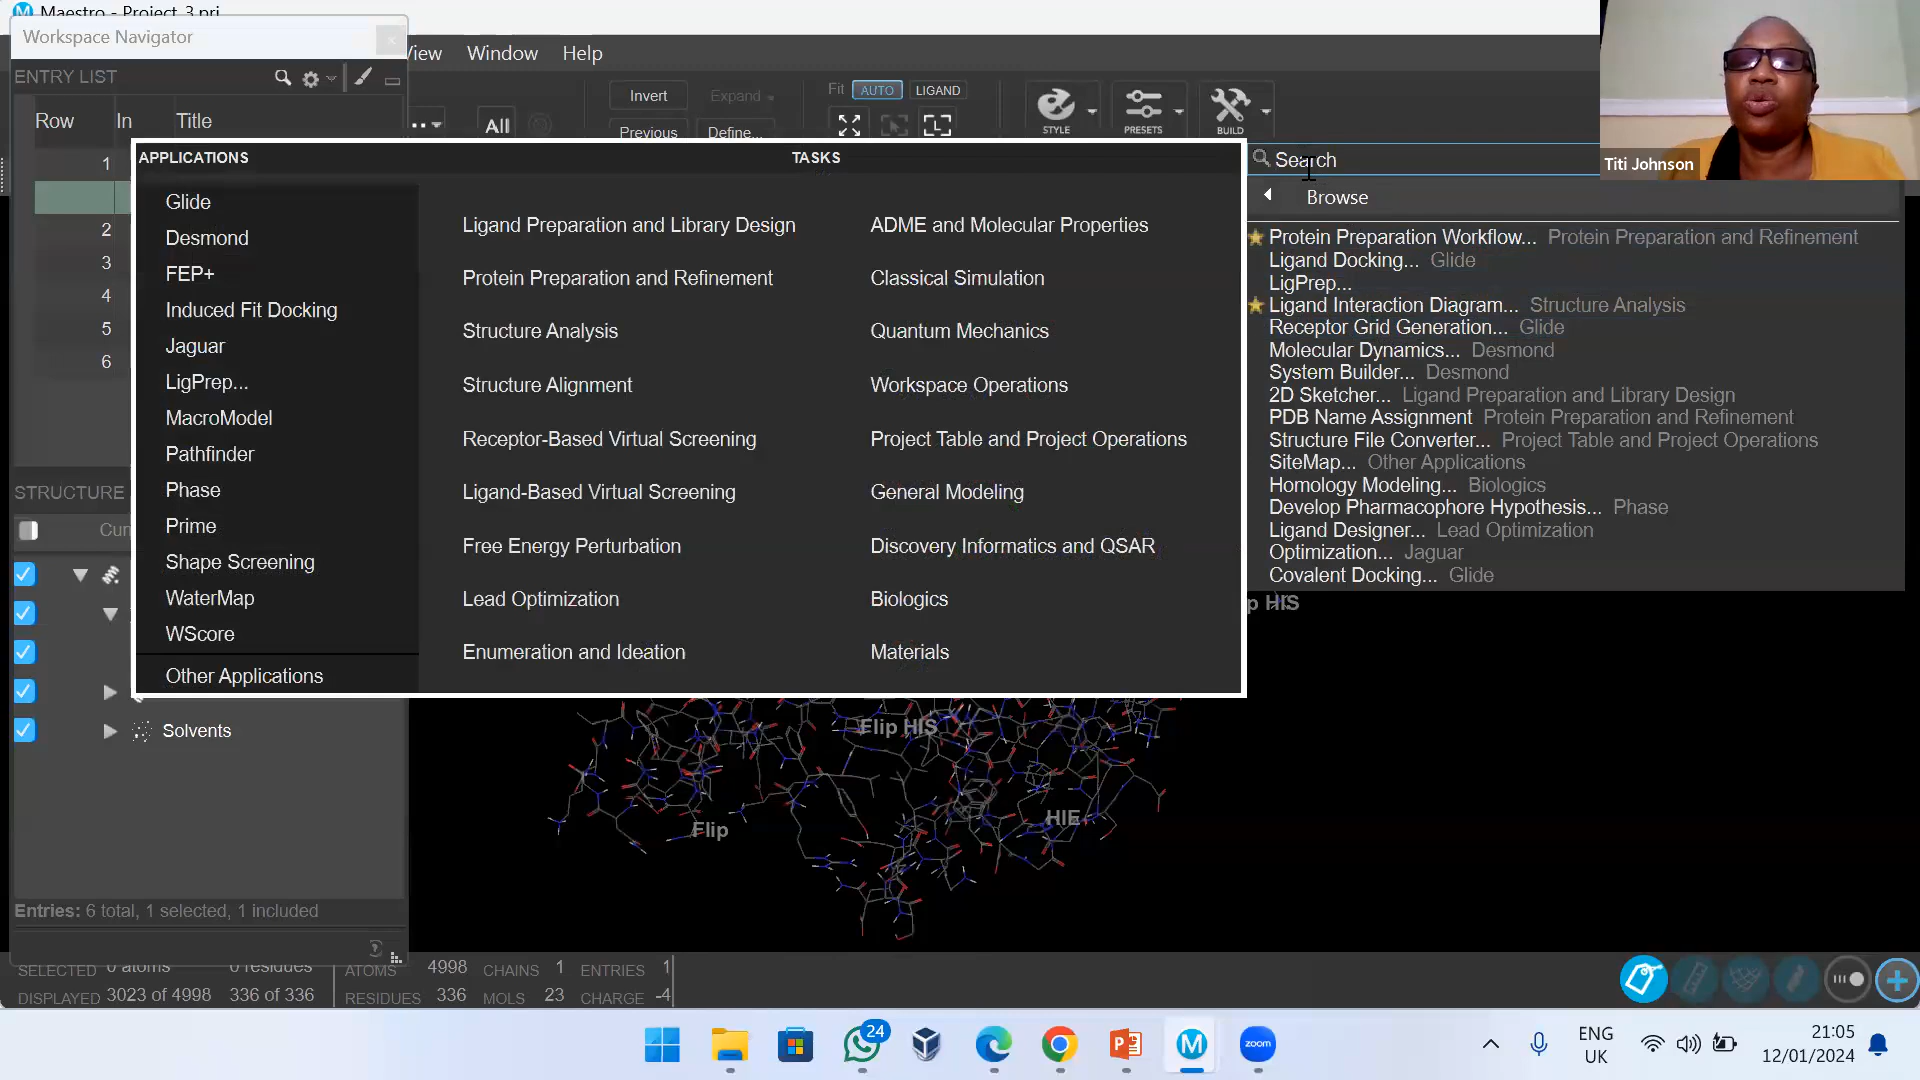 Maestro - Project_3.prj
Workspace Navigator
View Window Help
ENTRY LIST
Row In Title
1
2
3
4
5
6
Invert
Expand
Previous
Define...
All
Fit AUTO LIGAND
STYLE
PRESETS
BUILD
APPLICATIONS
Glide
Desmond
FEP+
Induced Fit Docking
Jaguar
LigPrep...
MacroModel
Pathfinder
Phase
Prime
Shape Screening
WaterMap
WScore
Other Applications
TASKS
Ligand Preparation and Library Design
Protein Preparation and Refinement
Structure Analysis
Structure Alignment
Receptor-Based Virtual Screening
Ligand-Based Virtual Screening
Free Energy Perturbation
Lead Optimization
Enumeration and Ideation
ADME and Molecular Properties
Classical Simulation
Quantum Mechanics
Workspace Operations
Project Table and Project Operations
General Modeling
Discovery Informatics and QSAR
Biologics
Materials
Search
Browse
Protein Preparation Workflow... Protein Preparation and Refinement
Ligand Docking... Glide
LigPrep...
Ligand Interaction Diagram... Structure Analysis
Receptor Grid Generation... Glide
Molecular Dynamics... Desmond
System Builder... Desmond
2D Sketcher... Ligand Preparation and Library Design
PDB Name Assignment Protein Preparation and Refinement
Structure File Converter... Project Table and Project Operations
SiteMap... Other Applications
Homology Modeling... Biologics
Develop Pharmacophore Hypothesis... Phase
Ligand Designer... Lead Optimization
Optimization... Jaguar
Covalent Docking... Glide
Titi Johnson
STRUCTURE
Solvents
p HIS
Flip HIS
Flip
HIE
Entries: 6 total, 1 selected, 1 included
SELECTED 0 atoms 0 residues
DISPLAYED 3023 of 4998 336 of 336
ATOMS 4998 CHAINS 1 ENTRIES 1
RESIDUES 336 MOLS 23 CHARGE -4
24
zoom
ENG
UK
21:05
12/01/2024